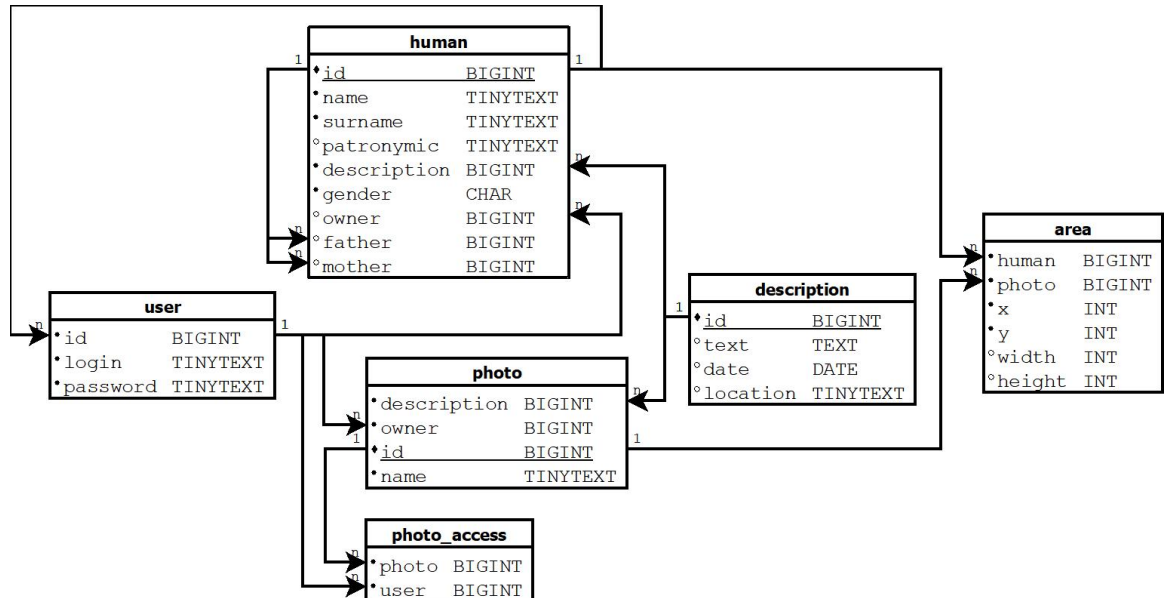 human
id BIGINT
name TINYTEXT
surname TINYTEXT
patronymic TINYTEXT
description BIGINT
gender CHAR
owner BIGINT
father BIGINT
mother BIGINT
1
1
n
n
n
n
user
id BIGINT
login TINYTEXT
password TINYTEXT
n
1
photo
description BIGINT
owner BIGINT
id BIGINT
name TINYTEXT
n
n
1
1
description
id BIGINT
text TEXT
date DATE
location TINYTEXT
1
area
human BIGINT
photo BIGINT
x INT
y INT
width INT
height INT
n
n
photo_access
photo BIGINT
user BIGINT
n
n